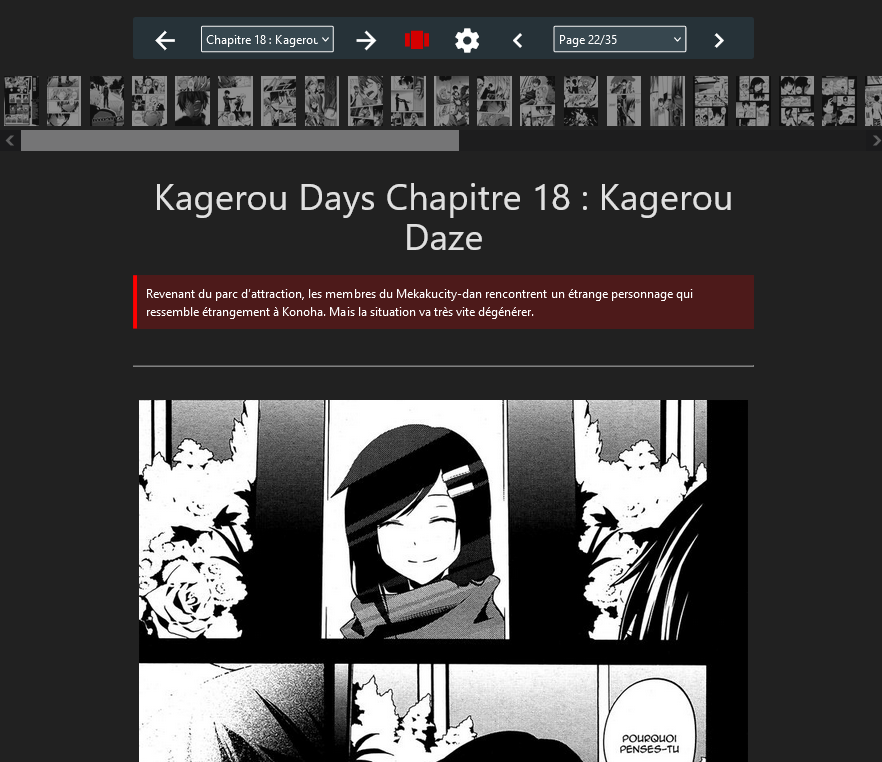 Chapitre 18 : Kagerou
Page 22/35
Kagerou Days Chapitre 18 : Kagerou
Daze
Revenant du parc d'attraction, les membres du Mekakucity-dan rencontrent un étrange personnage qui
ressemble étrangement à Konoha. Mais la situation va très vite dégénérer.
POURQUOI
PENSES-TU